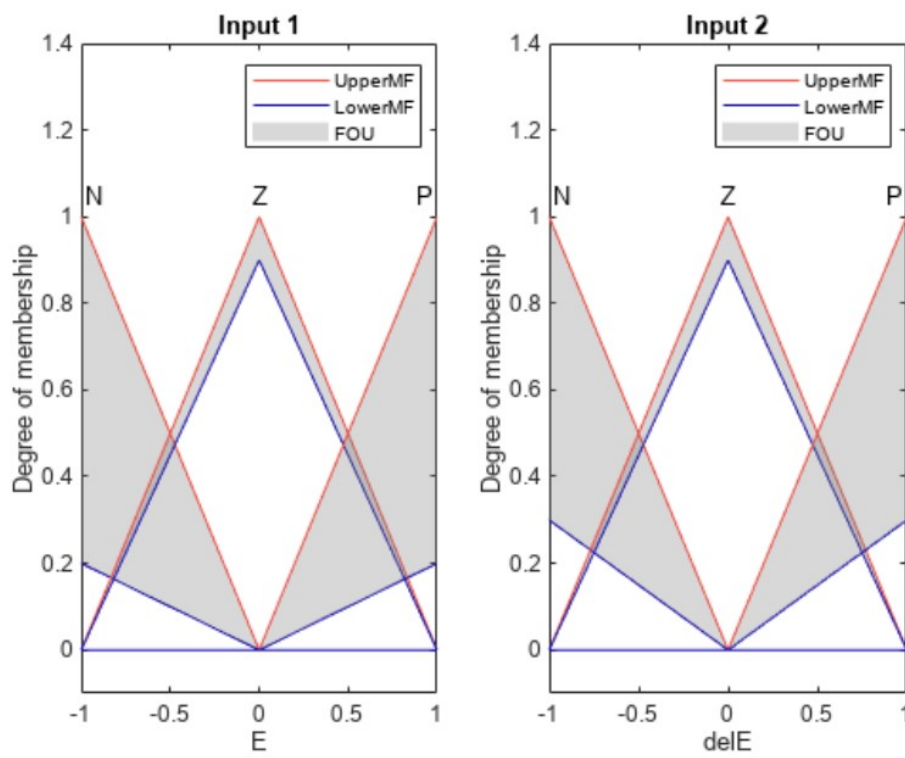 Input 1
1.4
1.2
1
0.8
0.6
0.4
0.2
0
Degree of membership
UpperMF
LowerMF
FOU
N Z P
-1 -0.5 0 0.5 1
E
Input 2
1.4
1.2
1
0.8
0.6
0.4
0.2
0
Degree of membership
UpperMF
LowerMF
FOU
N Z P
-1 -0.5 0 0.5 1
delE